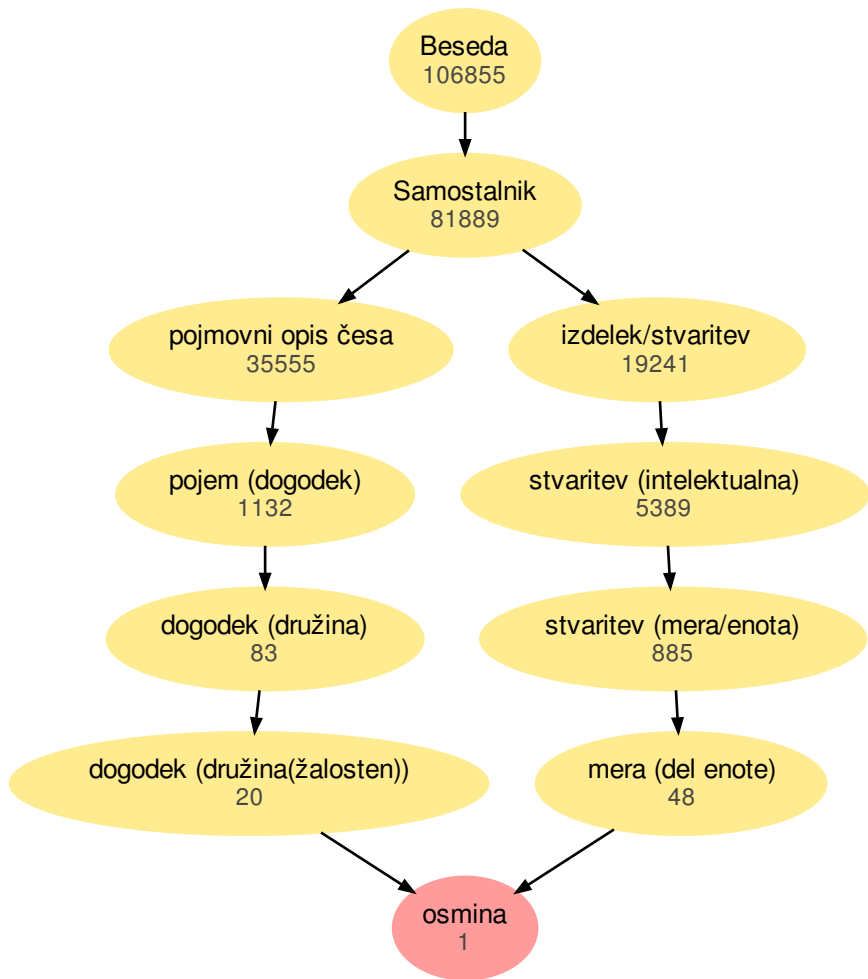 Beseda
106855
Samostalnik
81889
pojmovni opis česa
35555
izdelek/stvaritev
19241
pojem (dogodek)
1132
stvaritev (intelektualna)
5389
dogodek (družina)
83
stvaritev (mera/enota)
885
dogodek (družina(žalosten))
20
mera (del enote)
48
osmina
1